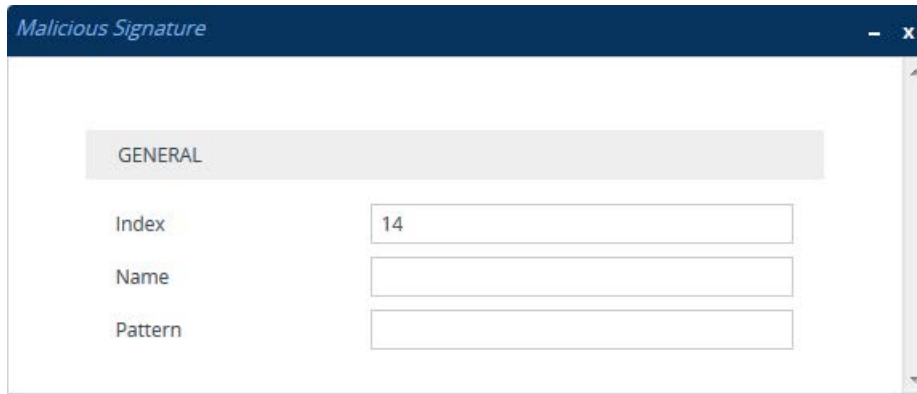 Malicious Signature – x
GENERAL
Index 14
Name
Pattern